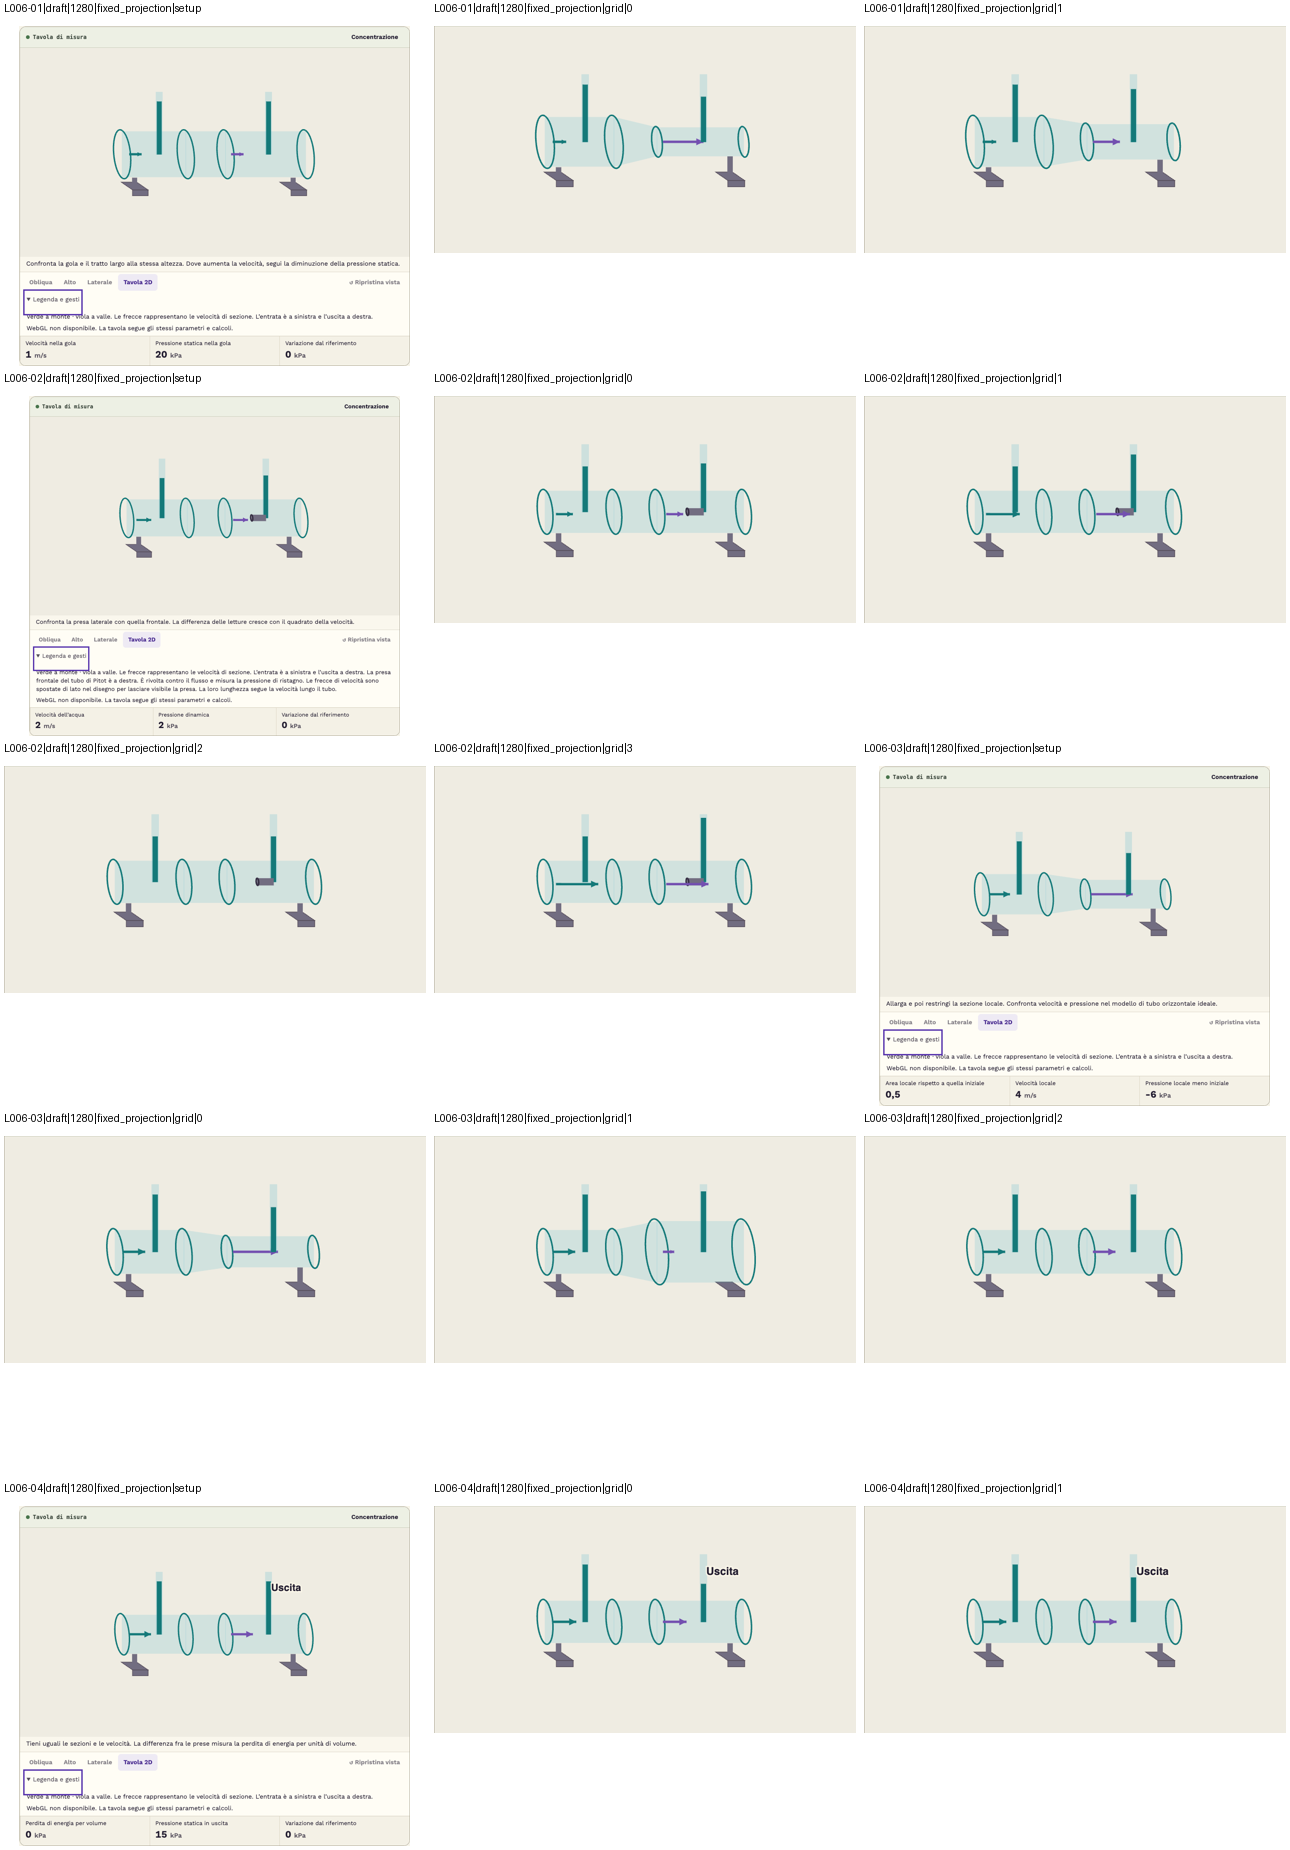 L006-01|draft|1280|fixed_projection|setup
L006-01|draft|1280|fixed_projection|grid|0
L006-01|draft|1280|fixed_projection|grid|1
Tavola di misura
Concentrazione
Confronta la gola e il tratto largo alla stessa altezza. Dove aumenta la velocità, segui la diminuzione della pressione statica.
Obliqua Alto Laterale Tavola 2D
↺ Ripristina vista
▼ Legenda e gesti
Verde a monte · viola a valle. Le frecce rappresentano le velocità di sezione. L'entrata è a sinistra e l'uscita a destra.
WebGL non disponibile. La tavola segue gli stessi parametri e calcoli.
Velocità nella gola
1 m/s
Pressione statica nella gola
20 kPa
Variazione dal riferimento
0 kPa
L006-02|draft|1280|fixed_projection|setup
L006-02|draft|1280|fixed_projection|grid|0
L006-02|draft|1280|fixed_projection|grid|1
Tavola di misura
Concentrazione
Confronta la presa laterale con quella frontale. La differenza delle letture cresce con il quadrato della velocità.
Obliqua Alto Laterale Tavola 2D
↺ Ripristina vista
▼ Legenda e gesti
Verde a monte · viola a valle. Le frecce rappresentano le velocità di sezione. L'entrata è a sinistra e l'uscita a destra. La presa
frontale del tubo di Pitot è a destra. È rivolta contro il flusso e misura la pressione di ristagno. Le frecce di velocità sono
spostate di lato nel disegno per lasciare visibile la presa. La loro lunghezza segue la velocità lungo il tubo.
WebGL non disponibile. La tavola segue gli stessi parametri e calcoli.
Velocità dell'acqua
2 m/s
Pressione dinamica
2 kPa
Variazione dal riferimento
0 kPa
L006-02|draft|1280|fixed_projection|grid|2
L006-02|draft|1280|fixed_projection|grid|3
L006-03|draft|1280|fixed_projection|setup
Tavola di misura
Concentrazione
Allarga e poi restringi la sezione locale. Confronta velocità e pressione nel modello di tubo orizzontale ideale.
Obliqua Alto Laterale Tavola 2D
↺ Ripristina vista
▼ Legenda e gesti
Verde a monte · viola a valle. Le frecce rappresentano le velocità di sezione. L'entrata è a sinistra e l'uscita a destra.
WebGL non disponibile. La tavola segue gli stessi parametri e calcoli.
Area locale rispetto a quella iniziale
0,5
Velocità locale
4 m/s
Pressione locale meno iniziale
-6 kPa
L006-03|draft|1280|fixed_projection|grid|0
L006-03|draft|1280|fixed_projection|grid|1
L006-03|draft|1280|fixed_projection|grid|2
L006-04|draft|1280|fixed_projection|setup
L006-04|draft|1280|fixed_projection|grid|0
L006-04|draft|1280|fixed_projection|grid|1
Tavola di misura
Concentrazione
Uscita
Uscita
Uscita
Tieni uguali le sezioni e le velocità. La differenza fra le prese misura la perdita di energia per unità di volume.
Obliqua Alto Laterale Tavola 2D
↺ Ripristina vista
▼ Legenda e gesti
Verde a monte · viola a valle. Le frecce rappresentano le velocità di sezione. L'entrata è a sinistra e l'uscita a destra.
WebGL non disponibile. La tavola segue gli stessi parametri e calcoli.
Perdita di energia per volume
0 kPa
Pressione statica in uscita
15 kPa
Variazione dal riferimento
0 kPa